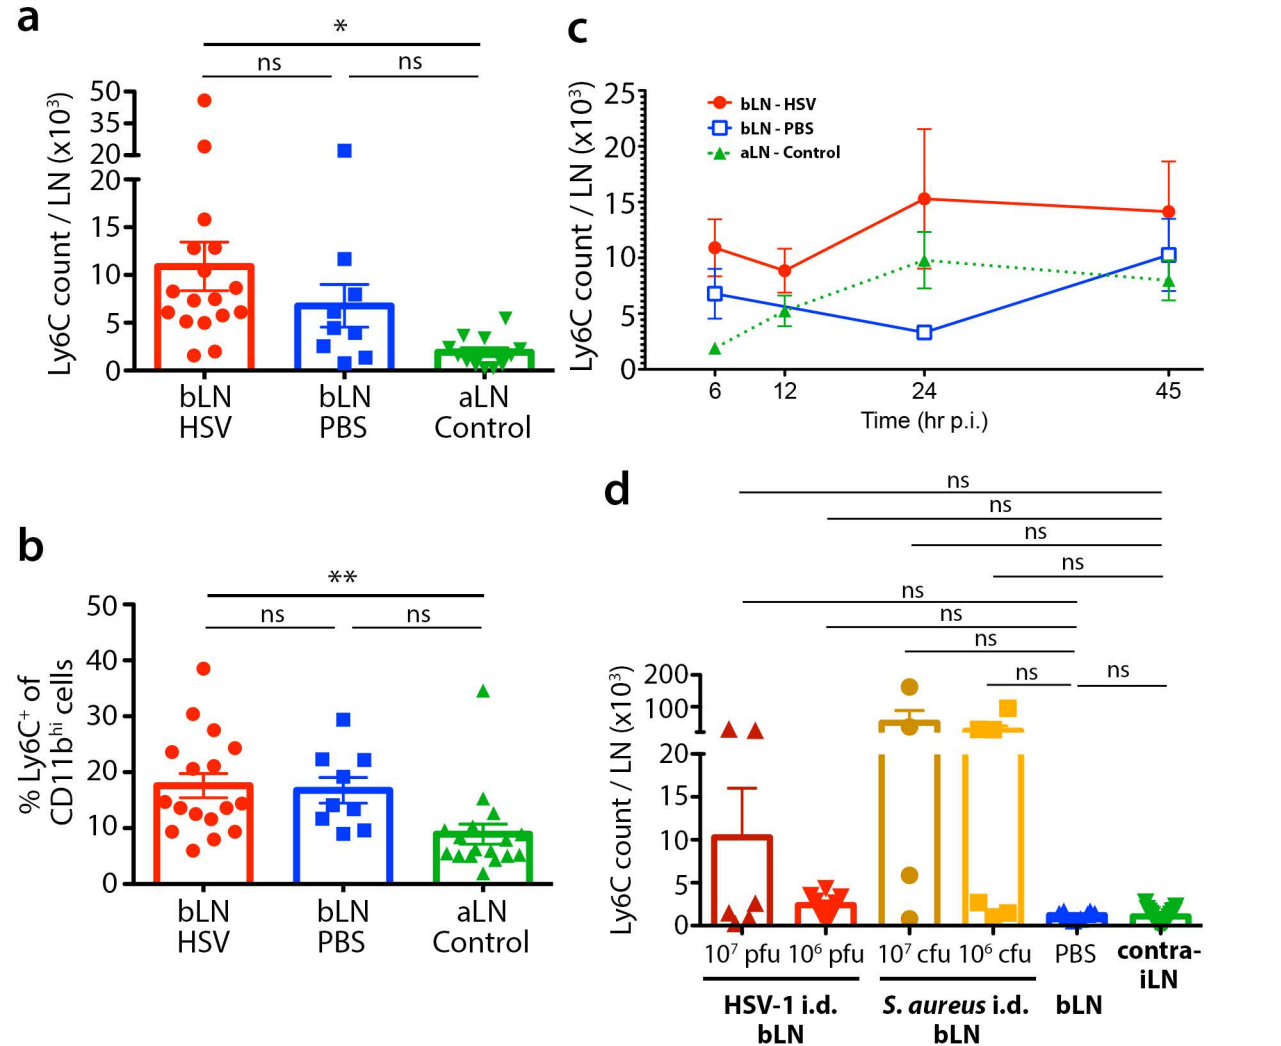 a
*
ns
ns
Ly6C count / LN (x10³)
50
35
20
20
15
10
5
0
bLN
HSV
bLN
PBS
aLN
Control
c
Ly6C count / LN (x10³)
25
20
15
10
5
0
bLN - HSV
bLN - PBS
aLN - Control
6
12
24
45
Time (hr p.i.)
b
**
ns
ns
% Ly6C⁺ of
CD11bʰⁱ cells
50
40
30
20
10
0
bLN
HSV
bLN
PBS
aLN
Control
d
ns
ns
ns
ns
ns
ns
ns
ns
ns
Ly6C count / LN (x10³)
200
100
20
15
10
5
0
10⁷ pfu
10⁶ pfu
10⁷ cfu
10⁶ cfu
PBS
contra-
iLN
HSV-1 i.d.
bLN
S. aureus i.d.
bLN
bLN